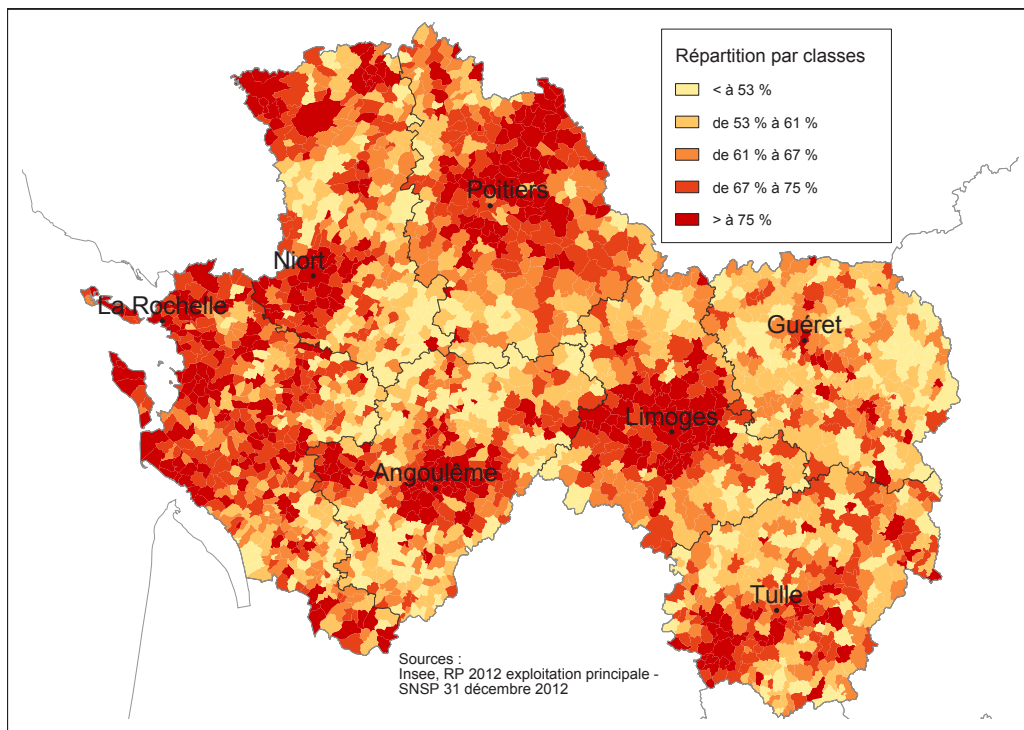 Répartition par classes
< à 53 %
de 53 % à 61 %
de 61 % à 67 %
de 67 % à 75 %
> à 75 %
Poitiers
Niort
La Rochelle
Guéret
Limoges
Angoulême
Tulle
Sources :
Insee, RP 2012 exploitation principale -
SNSP 31 décembre 2012